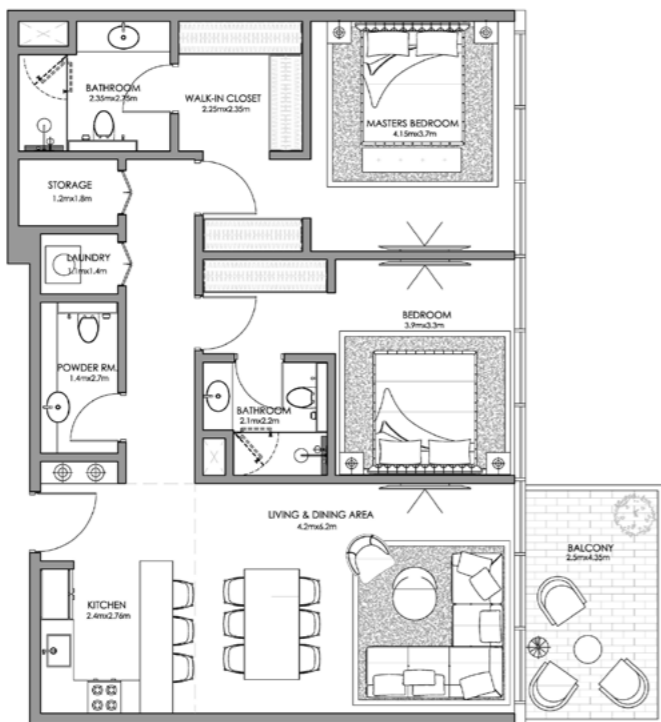 BATHROOM
2.35mx2.75m
WALK-IN CLOSET
2.25mx2.35m
MASTERS BEDROOM
4.15mx3.7m
STORAGE
1.2mx1.8m
LAUNDRY
1.1mx1.4m
BEDROOM
3.9mx3.3m
POWDER RM.
1.4mx2.7m
BATHROOM
2.1mx2.2m
LIVING & DINING AREA
4.2mx6.2m
BALCONY
2.5mx4.35m
KITCHEN
2.4mx2.76m